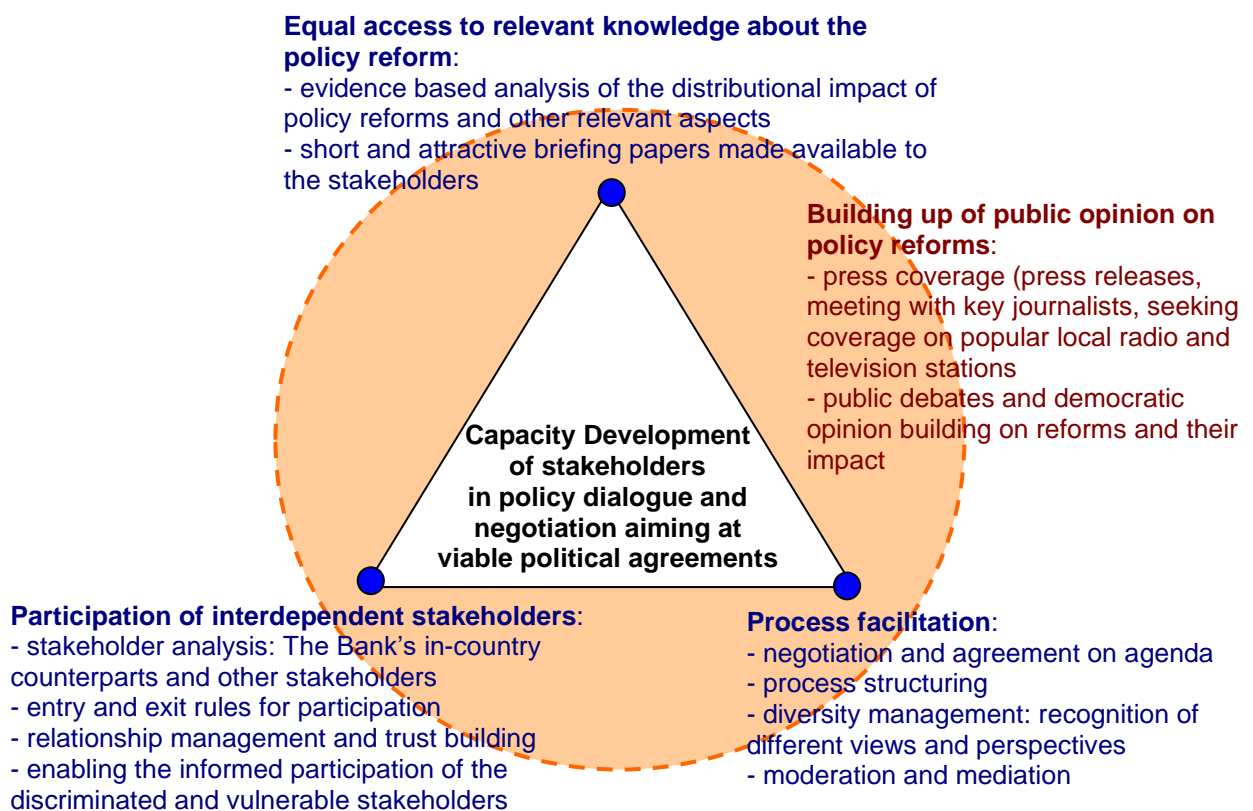 Equal access to relevant knowledge about the
policy reform:
- evidence based analysis of the distributional impact of
policy reforms and other relevant aspects
- short and attractive briefing papers made available to
the stakeholders
Building up of public opinion on
policy reforms:
- press coverage (press releases,
meeting with key journalists, seeking
coverage on popular local radio and
television stations
- public debates and democratic
opinion building on reforms and their
impact
Capacity Development
of stakeholders
in policy dialogue and
negotiation aiming at
viable political agreements
Participation of interdependent stakeholders:
- stakeholder analysis: The Bank's in-country
counterparts and other stakeholders
- entry and exit rules for participation
- relationship management and trust building
- enabling the informed participation of the
discriminated and vulnerable stakeholders
Process facilitation:
- negotiation and agreement on agenda
- process structuring
- diversity management: recognition of
different views and perspectives
- moderation and mediation